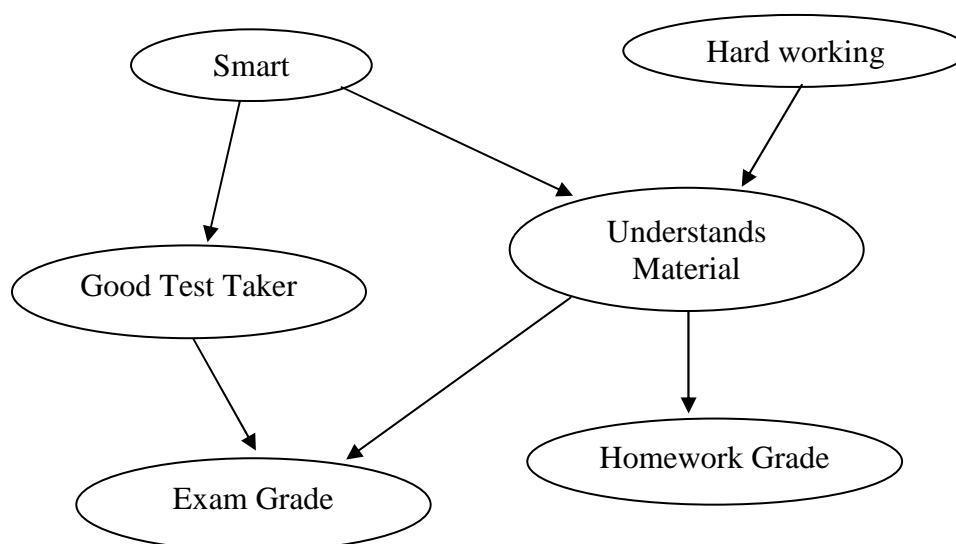 Smart
Hard working
Understands
Material
Good Test Taker
Homework Grade
Exam Grade